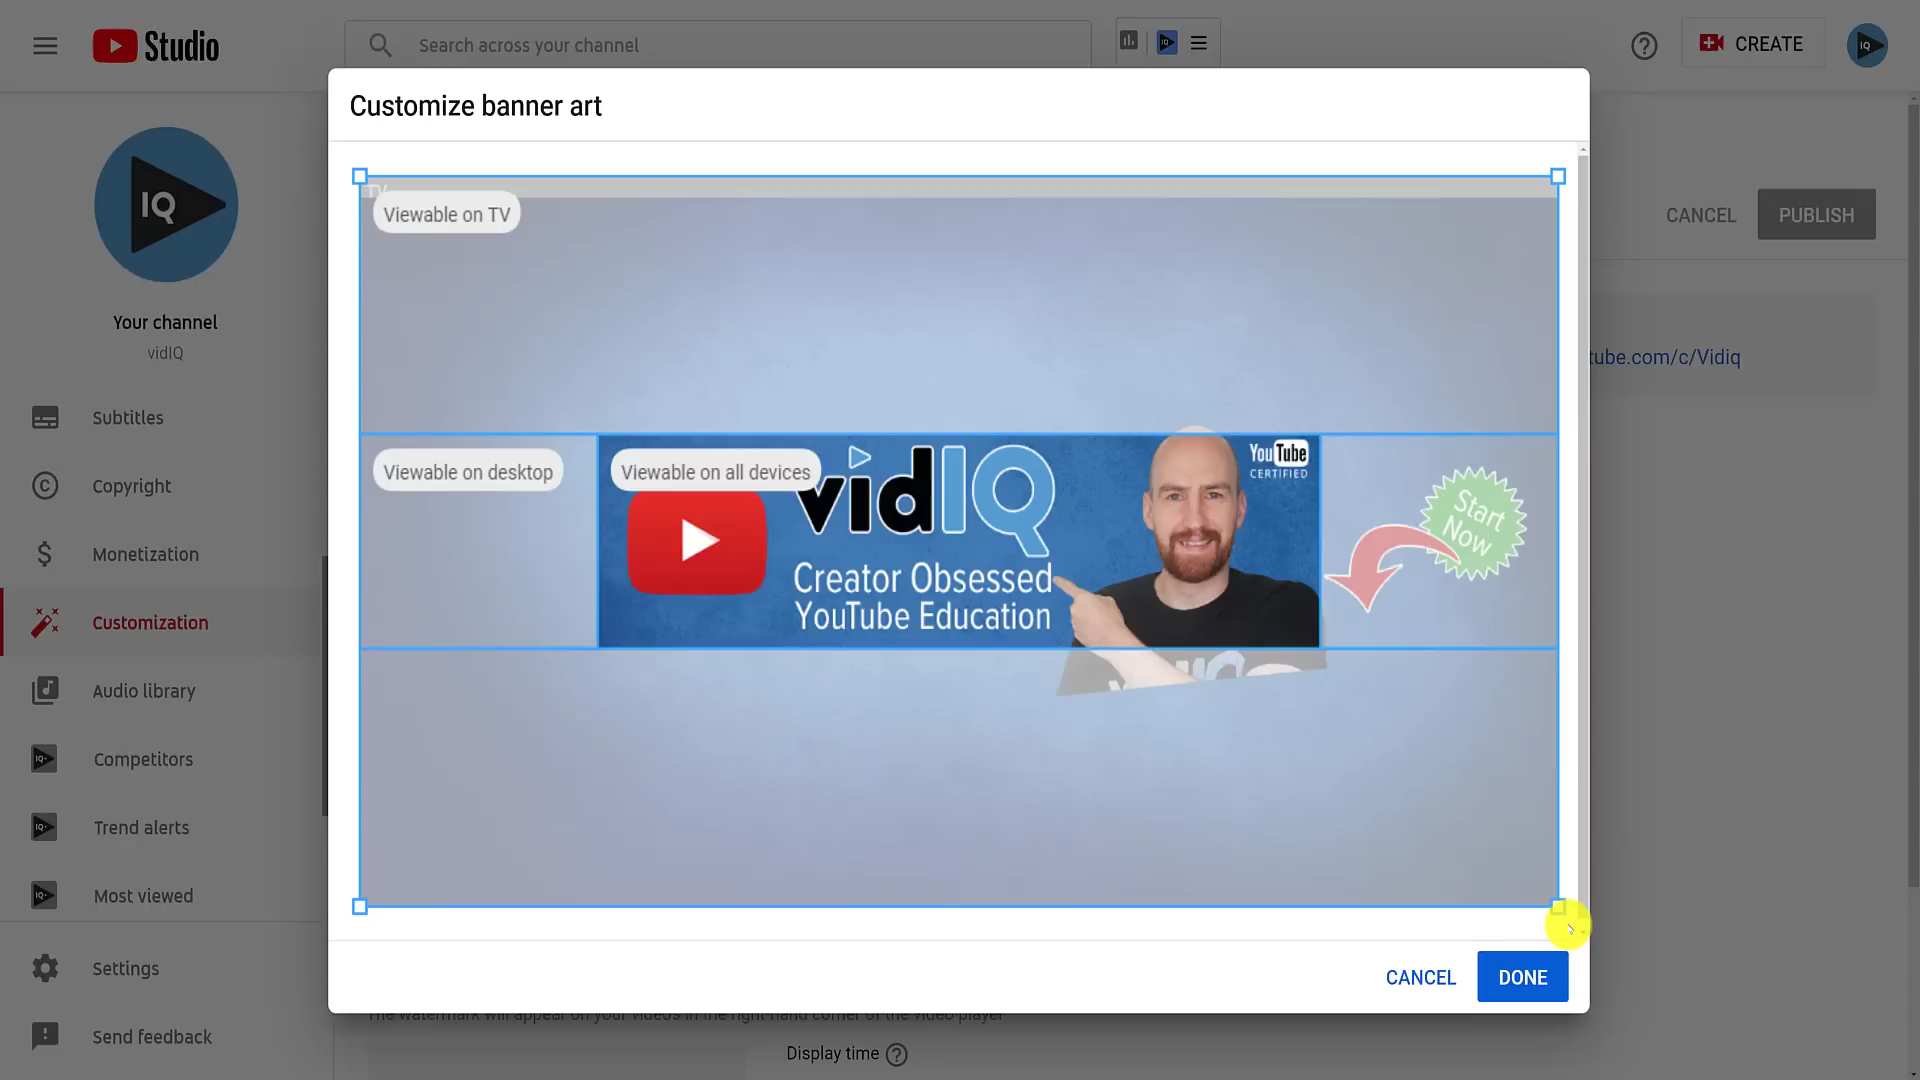 Studio
Search across your channel
CREATE
Customize banner art
TV
Viewable on TV
IQ
CANCEL
PUBLISH
Your channel
vidIQ
tube.com/c/Vidiq
Subtitles
Viewable on desktop
Viewable on all devices
vidIQ
YouTube
CERTIFIED
Start
Now
Copyright
Monetization
Creator Obsessed
YouTube Education
Customization
Audio library
Competitors
Trend alerts
Most viewed
Settings
CANCEL
DONE
The watermark will appear on your videos in the right-hand corner of the video player
Send feedback
Display time